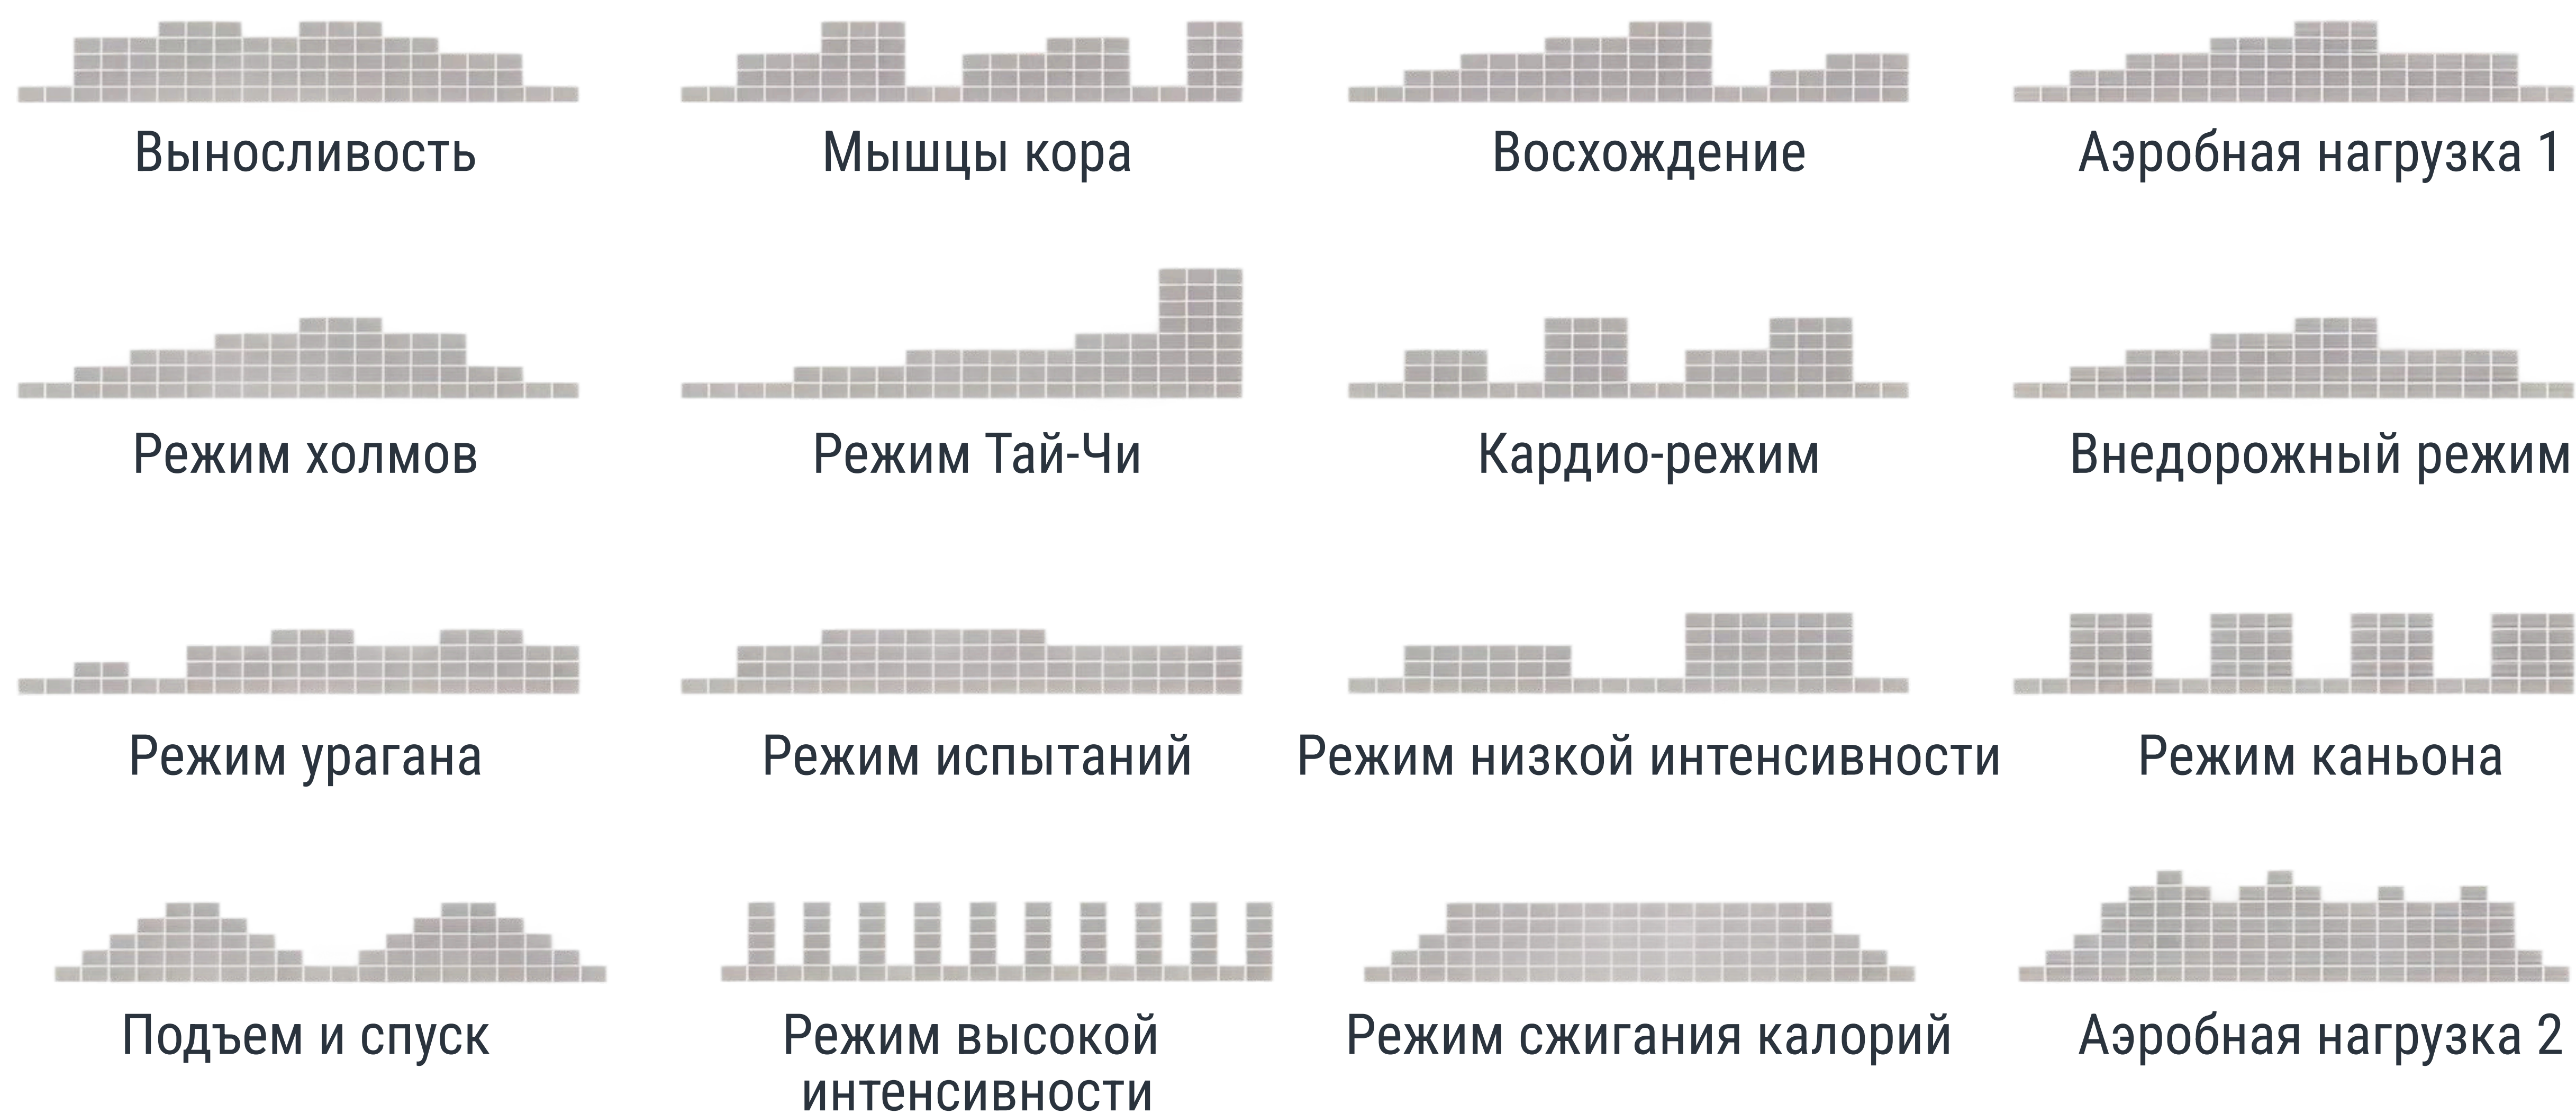 Выносливость
Мышцы кора
Восхождение
Аэробная нагрузка 1
Режим холмов
Режим Тай-Чи
Кардио-режим
Внедорожный режим
Режим урагана
Режим испытаний
Режим низкой интенсивности
Режим каньона
Подъем и спуск
Режим высокой
интенсивности
Режим сжигания калорий
Аэробная нагрузка 2